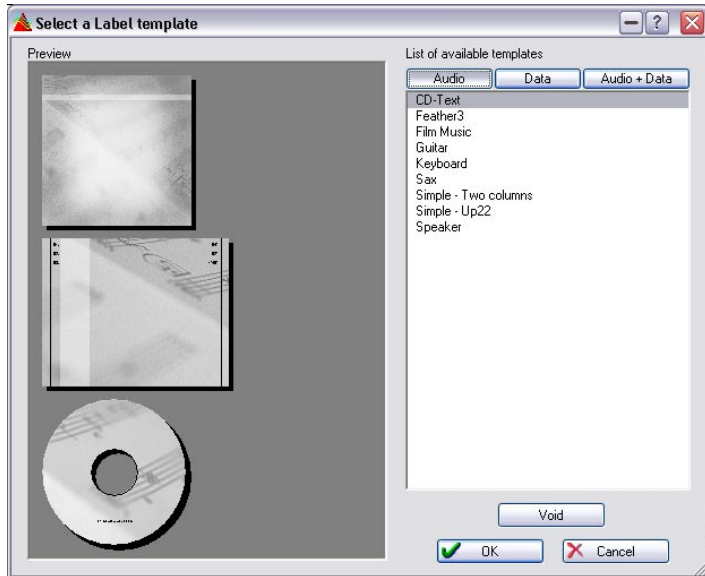 Select a Label template
Preview
List of available templates
Audio
Data
Audio + Data
CD-Text
Feather3
Film Music
Guitar
Keyboard
Sax
Simple - Two columns
Simple - Up22
Speaker
Void
OK
Cancel